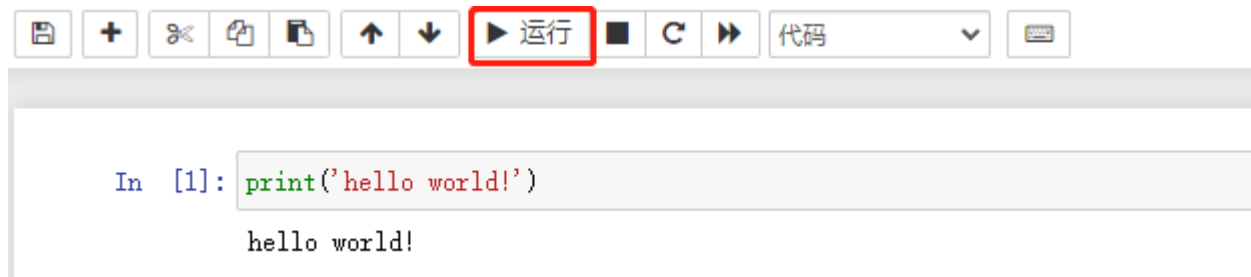 运行 代码
In [1]: print('hello world!')
hello world!